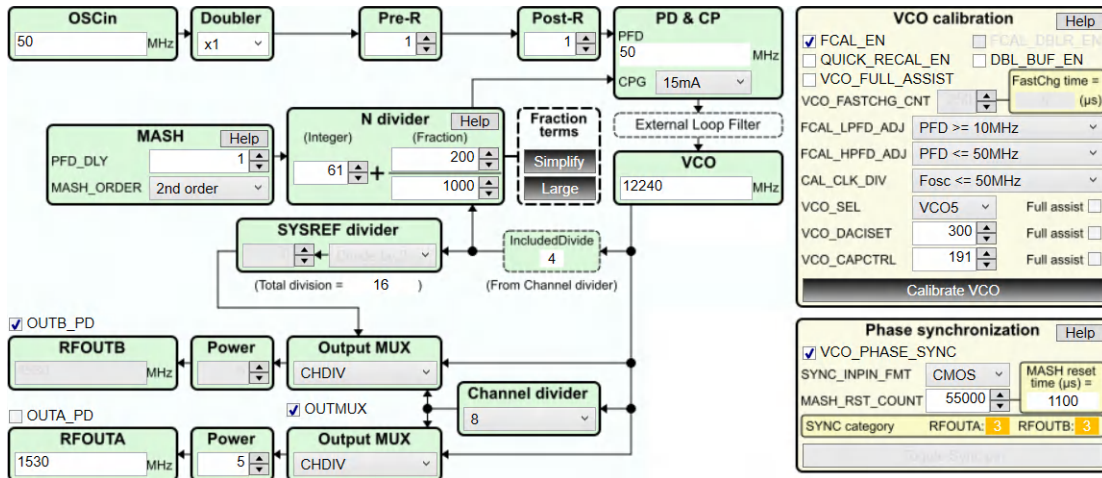 OSCin
50
MHz
Doubler
x1
Pre-R
1
Post-R
1
PD & CP
PFD
50
MHz
CPG 15mA
MASH Help
PFD_DLY 1
MASH_ORDER 2nd order
N divider Help
(Integer) (Fraction)
61 + 200
1000
Fraction
terms
Simplify
Large
External Loop Filter
VCO
12240 MHz
SYSREF divider
(Total division = 16 )
IncludedDivide
4
(From Channel divider)
OUTB_PD
RFOUTB
MHz
Power
Output MUX
CHDIV
Channel divider
8
OUTA_PD
OUTMUX
RFOUTA
1530 MHz
Power
5
Output MUX
CHDIV
VCO calibration Help
FCAL_EN FCAL_DBLR_EN
QUICK_RECAL_EN DBL_BUF_EN
VCO_FULL_ASSIST
FastChg time =
(µs)
VCO_FASTCHG_CNT
FCAL_LPFD_ADJ PFD >= 10MHz
FCAL_HPFD_ADJ PFD <= 50MHz
CAL_CLK_DIV Fosc <= 50MHz
VCO_SEL VCO5 Full assist
VCO_DACISET 300 Full assist
VCO_CAPCTRL 191 Full assist
Calibrate VCO
Phase synchronization Help
VCO_PHASE_SYNC
SYNC_INPIN_FMT CMOS
MASH_RST_COUNT 55000
MASH reset
time (µs) =
1100
SYNC category RFOUTA: 3 RFOUTB: 3